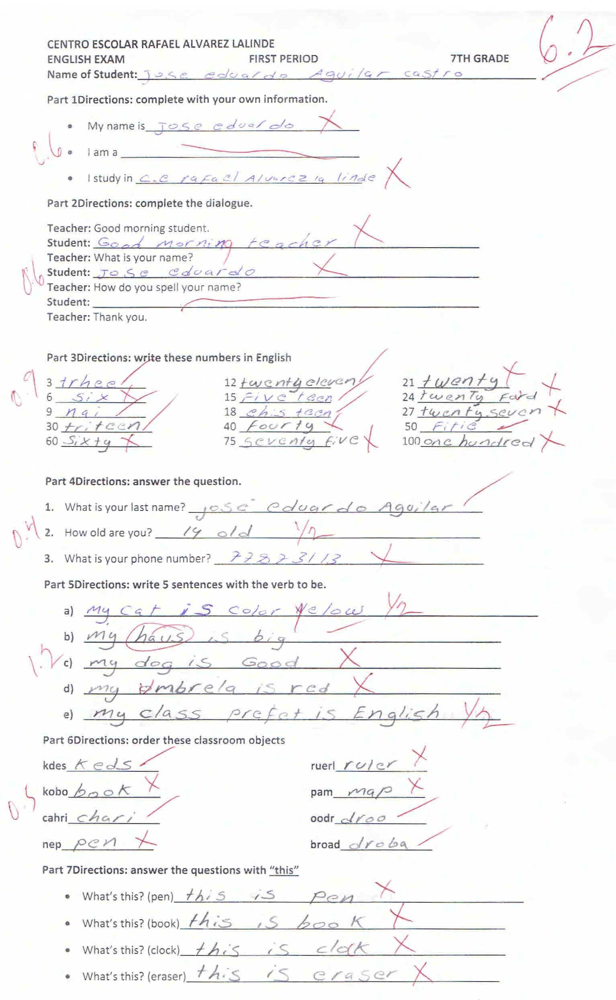 6.2
CENTRO ESCOLAR RAFAEL ALVAREZ LALINDE
ENGLISH EXAM FIRST PERIOD 7TH GRADE
Name of Student: jose eduardo Aguilar castro
Part 1Directions: complete with your own information.
• My name is Jose eduardo
0.6
• I am a
• I study in c.e rafael Alvarez la linde
Part 2Directions: complete the dialogue.
Teacher: Good morning student.
Student: Good morning teacher
Teacher: What is your name?
0.6 Student: Jose eduardo
Teacher: How do you spell your name?
Student:
Teacher: Thank you.
Part 3Directions: write these numbers in English
0.9
3 trhee 12 twenty eleven 21 twenty
6 six 15 Five teen 24 twenTy Ford
9 nai 18 ehis teen 27 twenty seven
30 triteen 40 Fourty 50 Fitie
60 Sixty 75 seventy five 100 one hundred
Part 4Directions: answer the question.
1. What is your last name? jose eduardo Aguilar
0.4 2. How old are you? 14 old 1/2
3. What is your phone number? 77873113
Part 5Directions: write 5 sentences with the verb to be.
a) My cat is color yelow 1/2
b) my haus is big
1.2 c) my dog is Good
d) my umbrela is red
e) my class prefet is English 1/2
Part 6Directions: order these classroom objects
kdes keds ruerl ruler
0.5 kobo book pam map
cahri chari oodr droo
nep pen broad droba
Part 7Directions: answer the questions with "this"
• What's this? (pen) this is pen
• What's this? (book) this is book
• What's this? (clock) this is clock
• What's this? (eraser) this is eraser